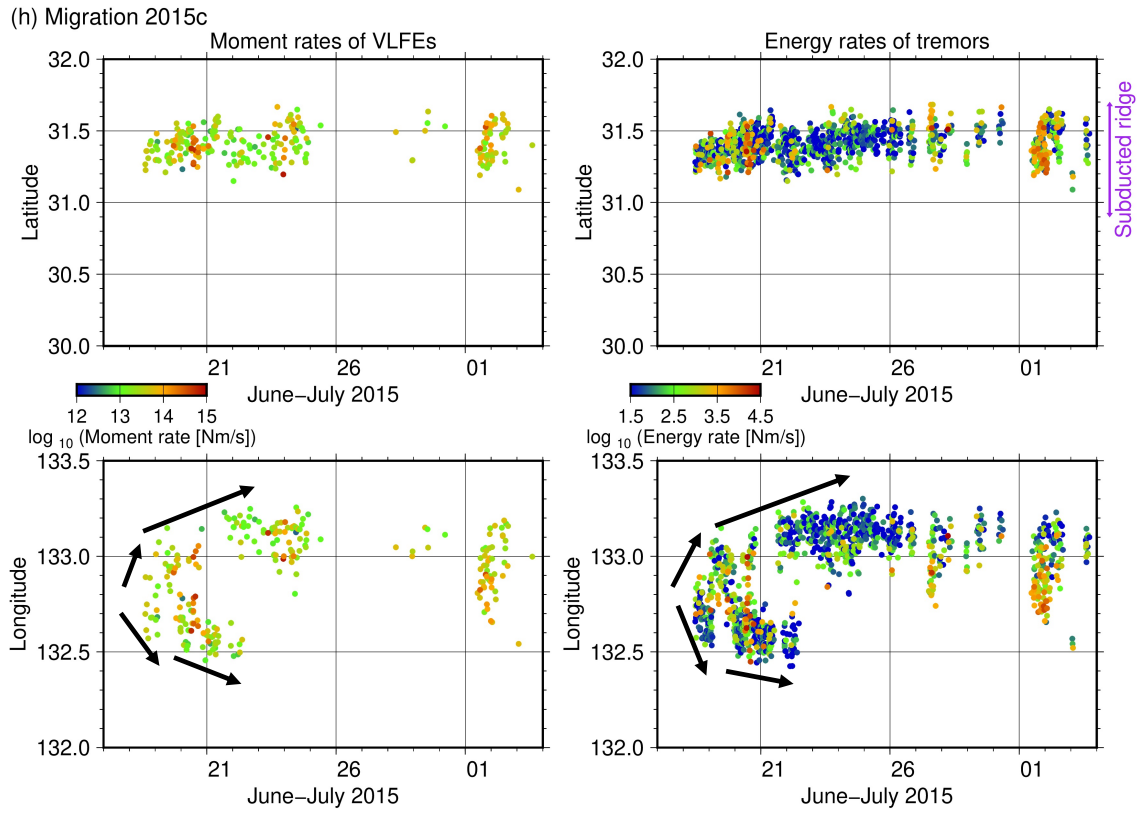 (h) Migration 2015c
Moment rates of VLFEs
Energy rates of tremors
32.0
31.5
31.0
30.5
30.0
Latitude
21
26
01
June−July 2015
32.0
31.5
31.0
30.5
30.0
Latitude
21
26
01
June−July 2015
Subducted ridge
12
13
14
15
log 10 (Moment rate [Nm/s])
1.5
2.5
3.5
4.5
log 10 (Energy rate [Nm/s])
133.5
133.0
132.5
132.0
Longitude
21
26
01
June−July 2015
133.5
133.0
132.5
132.0
Longitude
21
26
01
June−July 2015